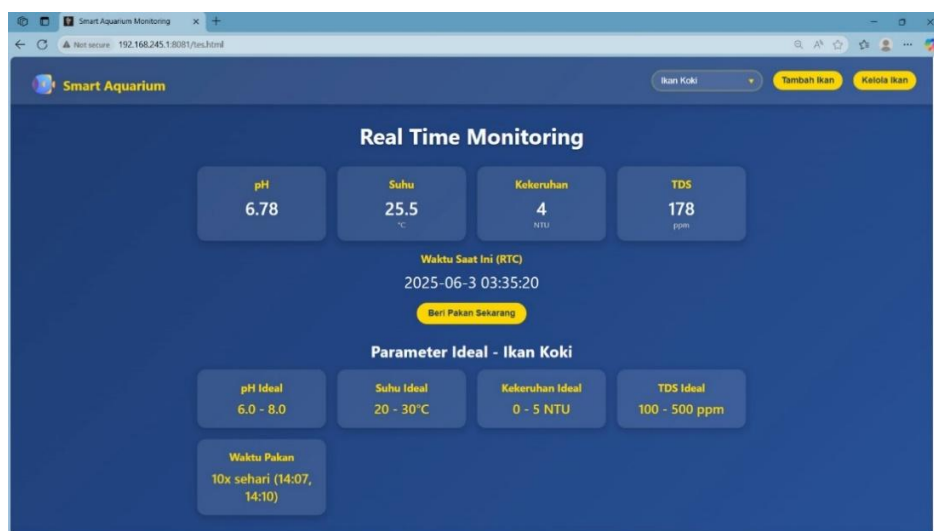 Smart Aquarium Monitoring
Not secure 192.168.245.1:8081/tes.html
Smart Aquarium
Ikan Koki
Tambah Ikan
Kelola Ikan
Real Time Monitoring
pH
6.78
Suhu
25.5
°C
Kekeruhan
4
NTU
TDS
178
ppm
Waktu Saat Ini (RTC)
2025-06-3 03:35:20
Beri Pakan Sekarang
Parameter Ideal - Ikan Koki
pH Ideal
6.0 - 8.0
Suhu Ideal
20 - 30°C
Kekeruhan Ideal
0 - 5 NTU
TDS Ideal
100 - 500 ppm
Waktu Pakan
10x sehari (14:07,
14:10)